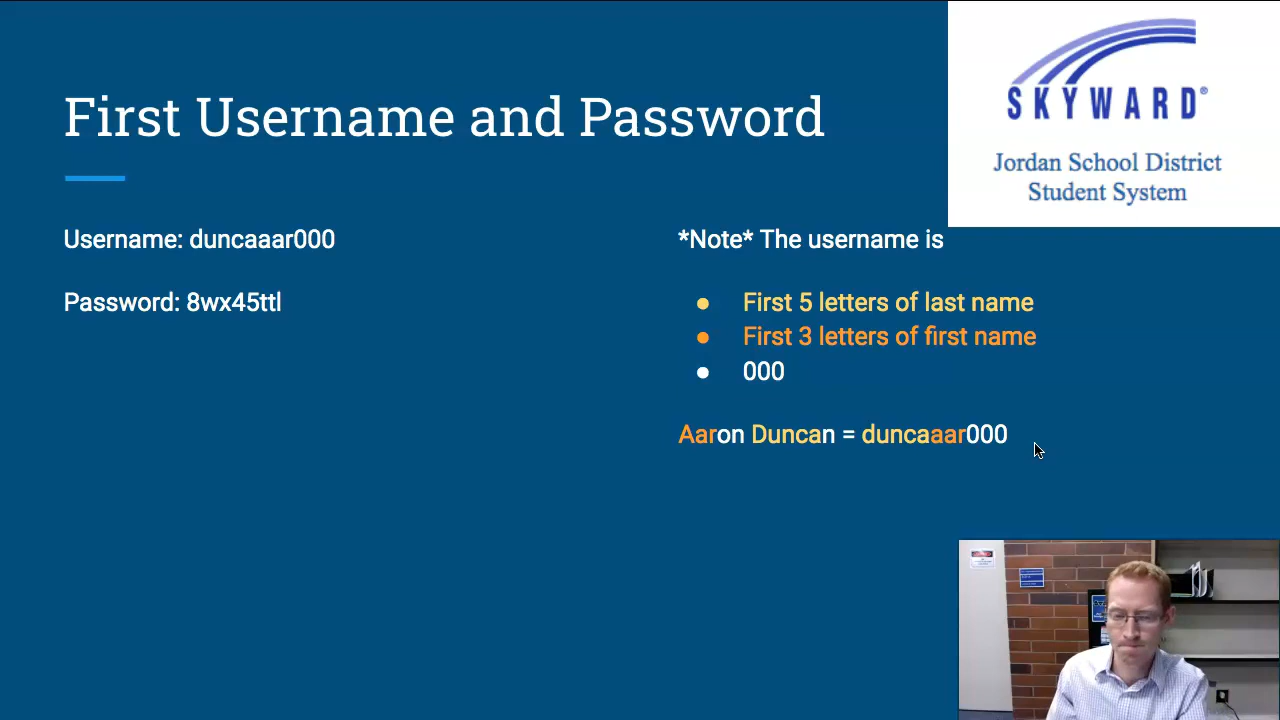 First Username and Password
SKYWARD®
Jordan School District
Student System
Username: duncaaar000
Password: 8wx45ttl
*Note* The username is
● First 5 letters of last name
● First 3 letters of first name
● 000
Aaron Duncan = duncaaar000